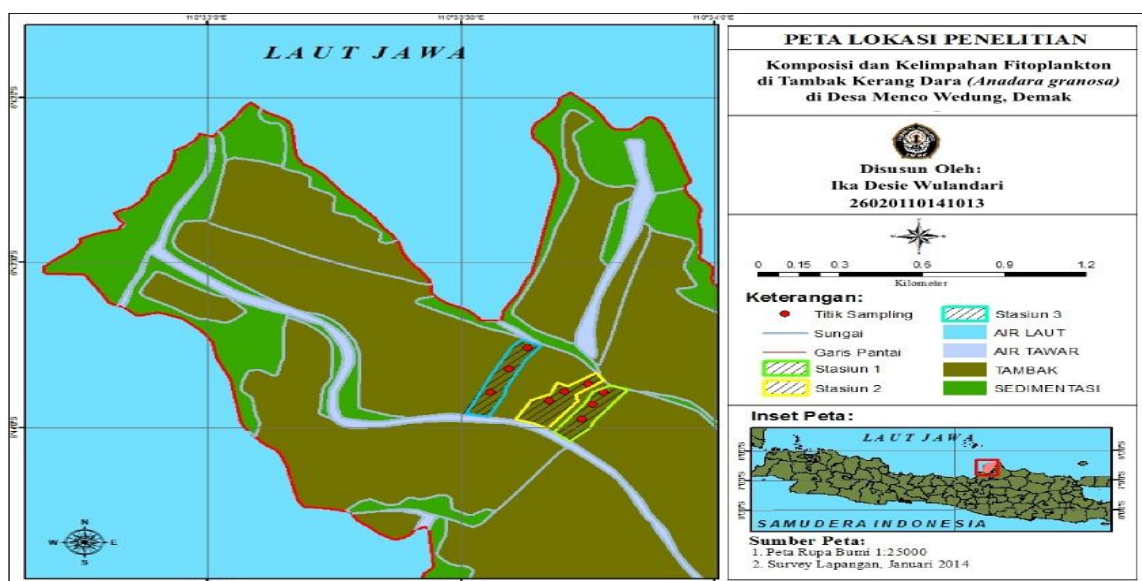 LAUT JAWA
N
W E
S
PETA LOKASI PENELITIAN
Komposisi dan Kelimpahan Fitoplankton
di Tambak Kerang Dara (Anadara granosa)
di Desa Menco Wedung, Demak
Disusun Oleh:
Ika Desie Wulandari
26020110141013
0 0.15 0.3 0.6 0.9 1.2
Kilometer
Keterangan:
Titik Sampling
Sungai
Garis Pantai
Stasiun 1
Stasiun 2
Stasiun 3
AIR LAUT
AIR TAWAR
TAMBAK
SEDIMENTASI
Inset Peta:
LAUT JAWA
SAMUDERA INDONESIA
Sumber Peta:
1. Peta Rupa Bumi 1:25000
2. Survey Lapangan, Januari 2014